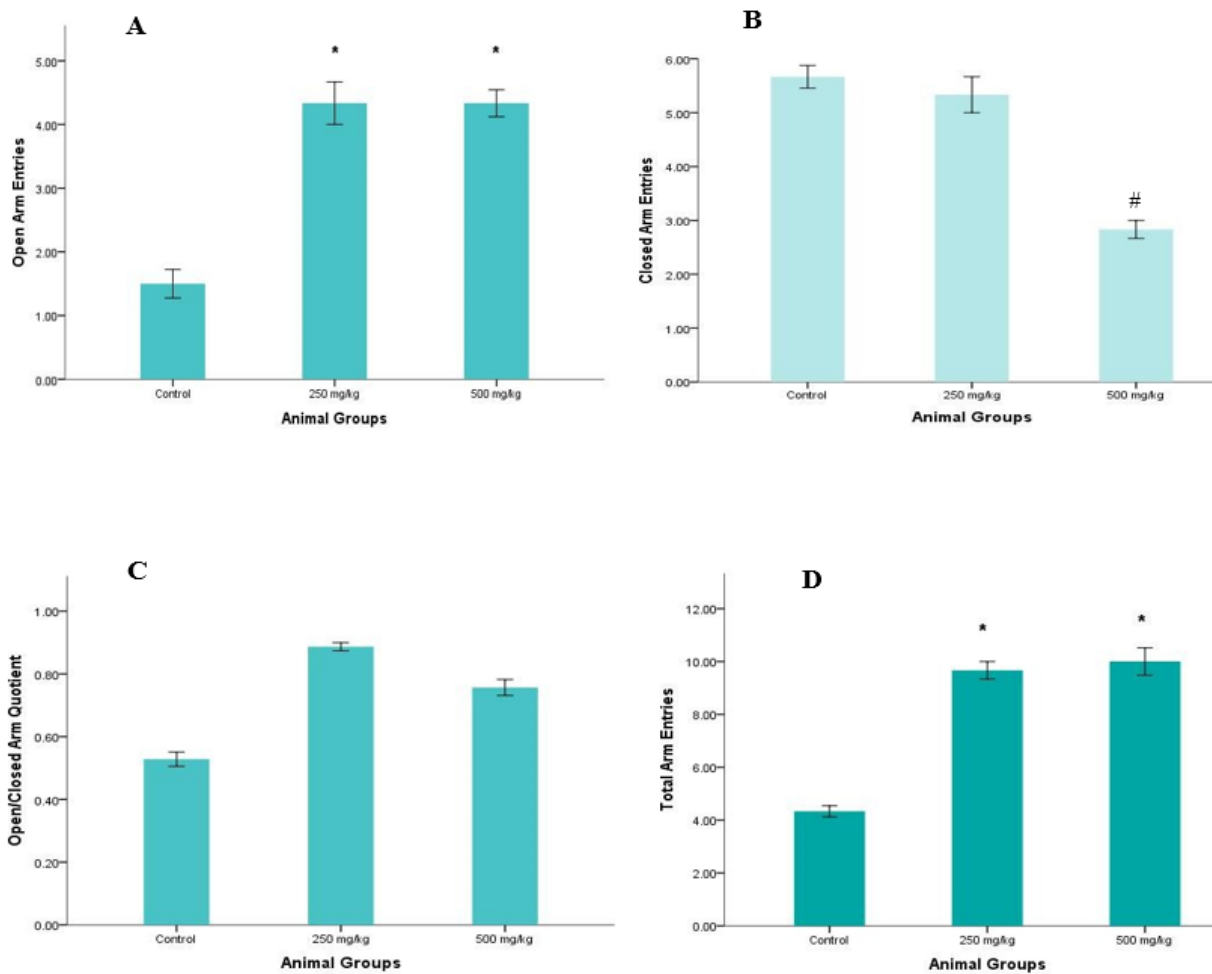 A
Open Arm Entries
5.00
4.00
3.00
2.00
1.00
0.00
*
*
Control
250 mg/kg
500 mg/kg
Animal Groups
B
Closed Arm Entries
6.00
5.00
4.00
3.00
2.00
1.00
0.00
#
Control
250 mg/kg
500 mg/kg
Animal Groups
C
Open/Closed Arm Quotient
1.00
0.80
0.60
0.40
0.20
0.00
Control
250 mg/kg
500 mg/kg
Animal Groups
D
Total Arm Entries
12.00
10.00
8.00
6.00
4.00
2.00
0.00
*
*
Control
250 mg/kg
500 mg/kg
Animal Groups